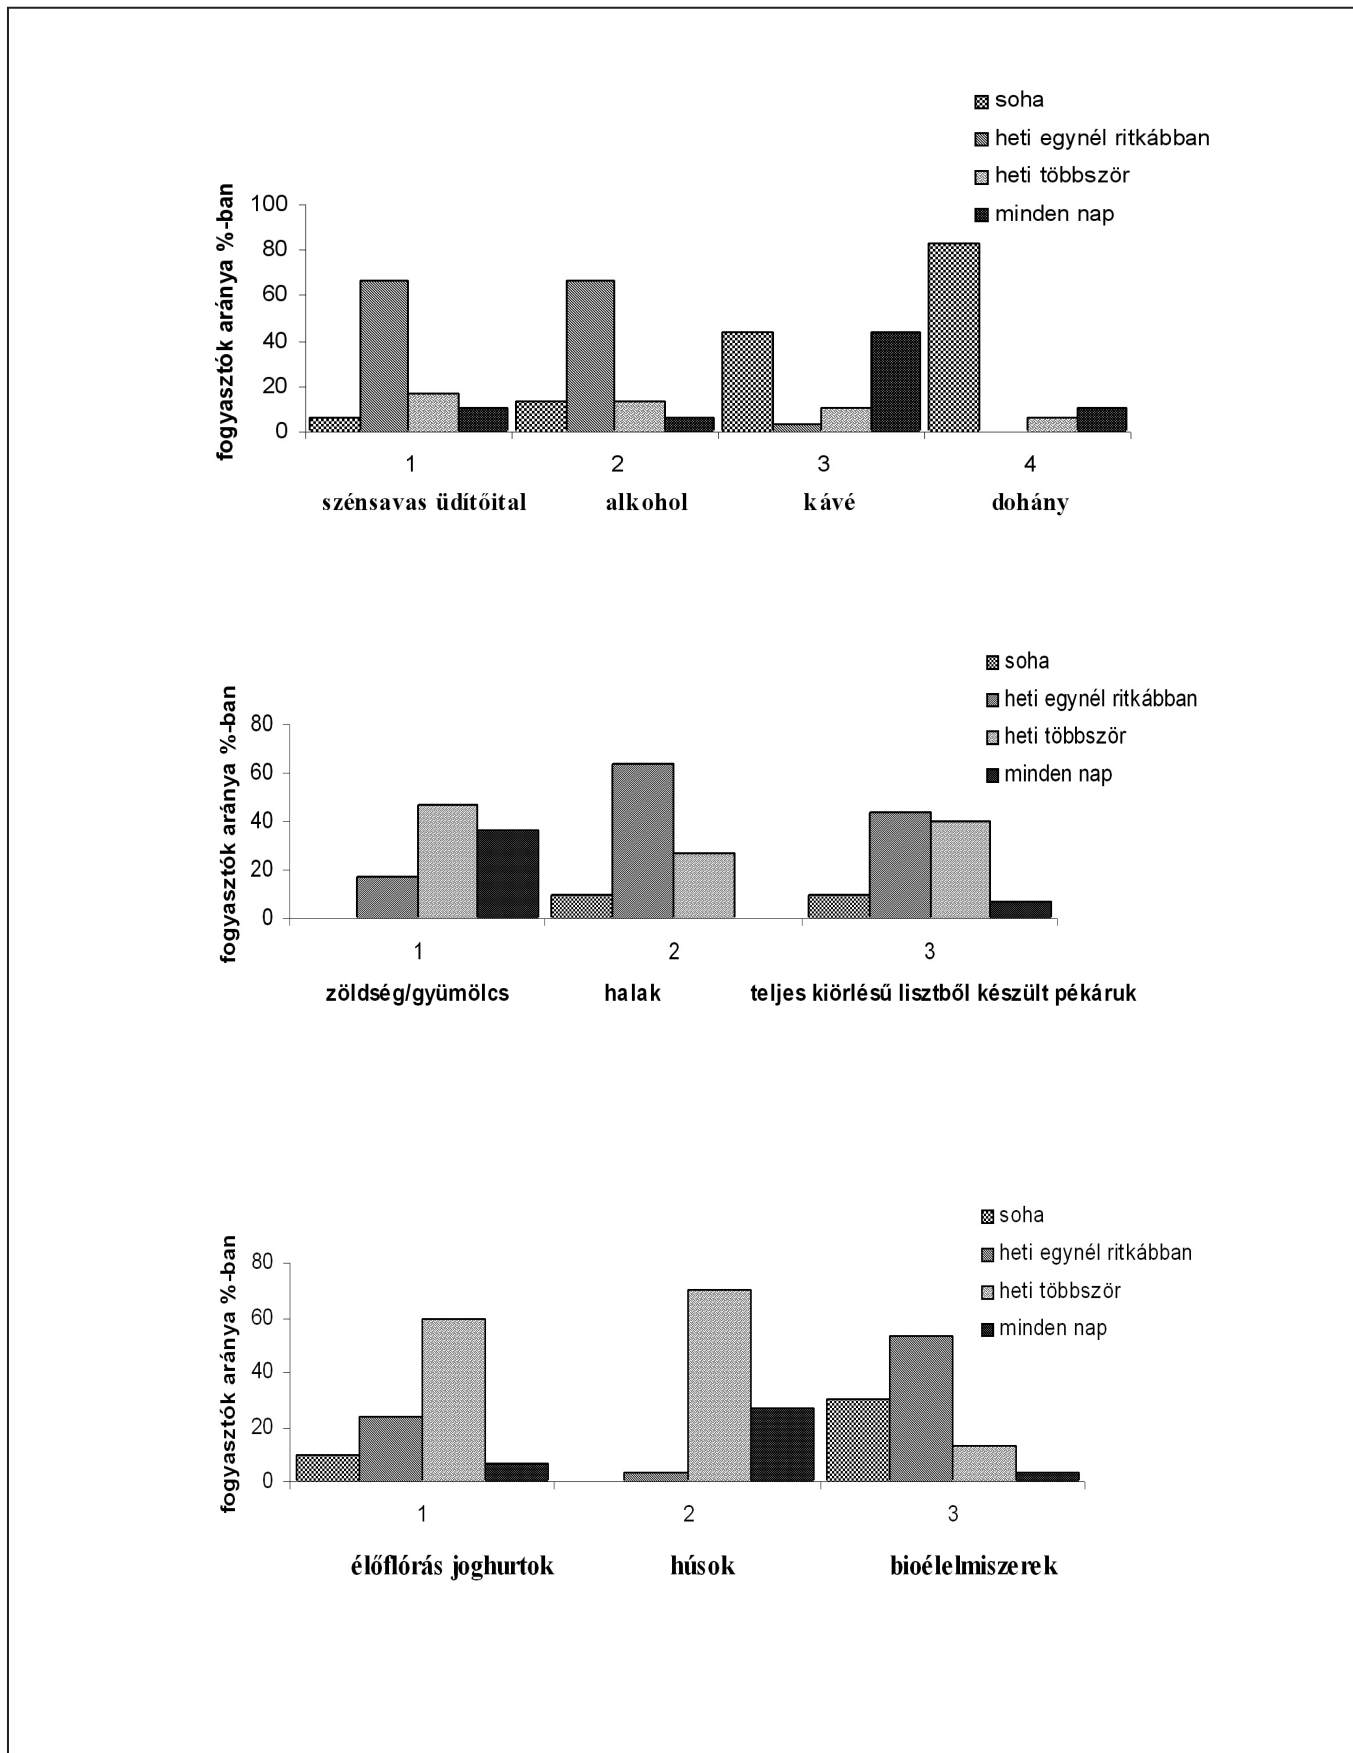 soha
heti egynél ritkábban
heti többször
minden nap
fogyasztók aránya %-ban
100
80
60
40
20
0
1 2 3 4
szénsavas üdítőital alkohol kávé dohány
soha
heti egynél ritkábban
heti többször
minden nap
fogyasztók aránya %-ban
80
60
40
20
0
1 2 3
zöldség/gyümölcs halak teljes kiörlésű lisztből készült pékáruk
soha
heti egynél ritkábban
heti többször
minden nap
fogyasztók aránya %-ban
80
60
40
20
0
1 2 3
élőflórás joghurtok húsok bioélelmiszerek